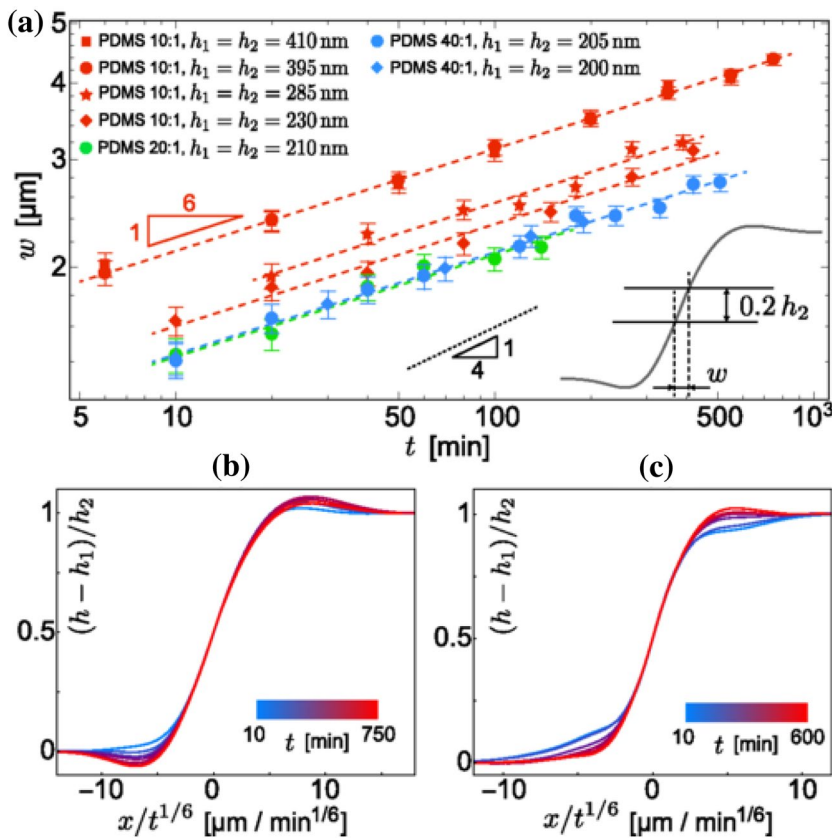 (a)
PDMS 10:1, h₁ = h₂ = 410 nm
PDMS 10:1, h₁ = h₂ = 395 nm
PDMS 10:1, h₁ = h₂ = 285 nm
PDMS 10:1, h₁ = h₂ = 230 nm
PDMS 20:1, h₁ = h₂ = 210 nm
PDMS 40:1, h₁ = h₂ = 205 nm
PDMS 40:1, h₁ = h₂ = 200 nm
5
4
3
2
w [µm]
6
1
1
4
0.2 h₂
w
5 10 50 100 500 10³
t [min]
(b)
(h − h₁)/h₂
1
0.5
0
10 t [min] 750
−10 0 10
x/t^{1/6} [µm / min^{1/6}]
(c)
(h − h₁)/h₂
1
0.5
0
10 t [min] 600
−10 0 10
x/t^{1/6} [µm / min^{1/6}]